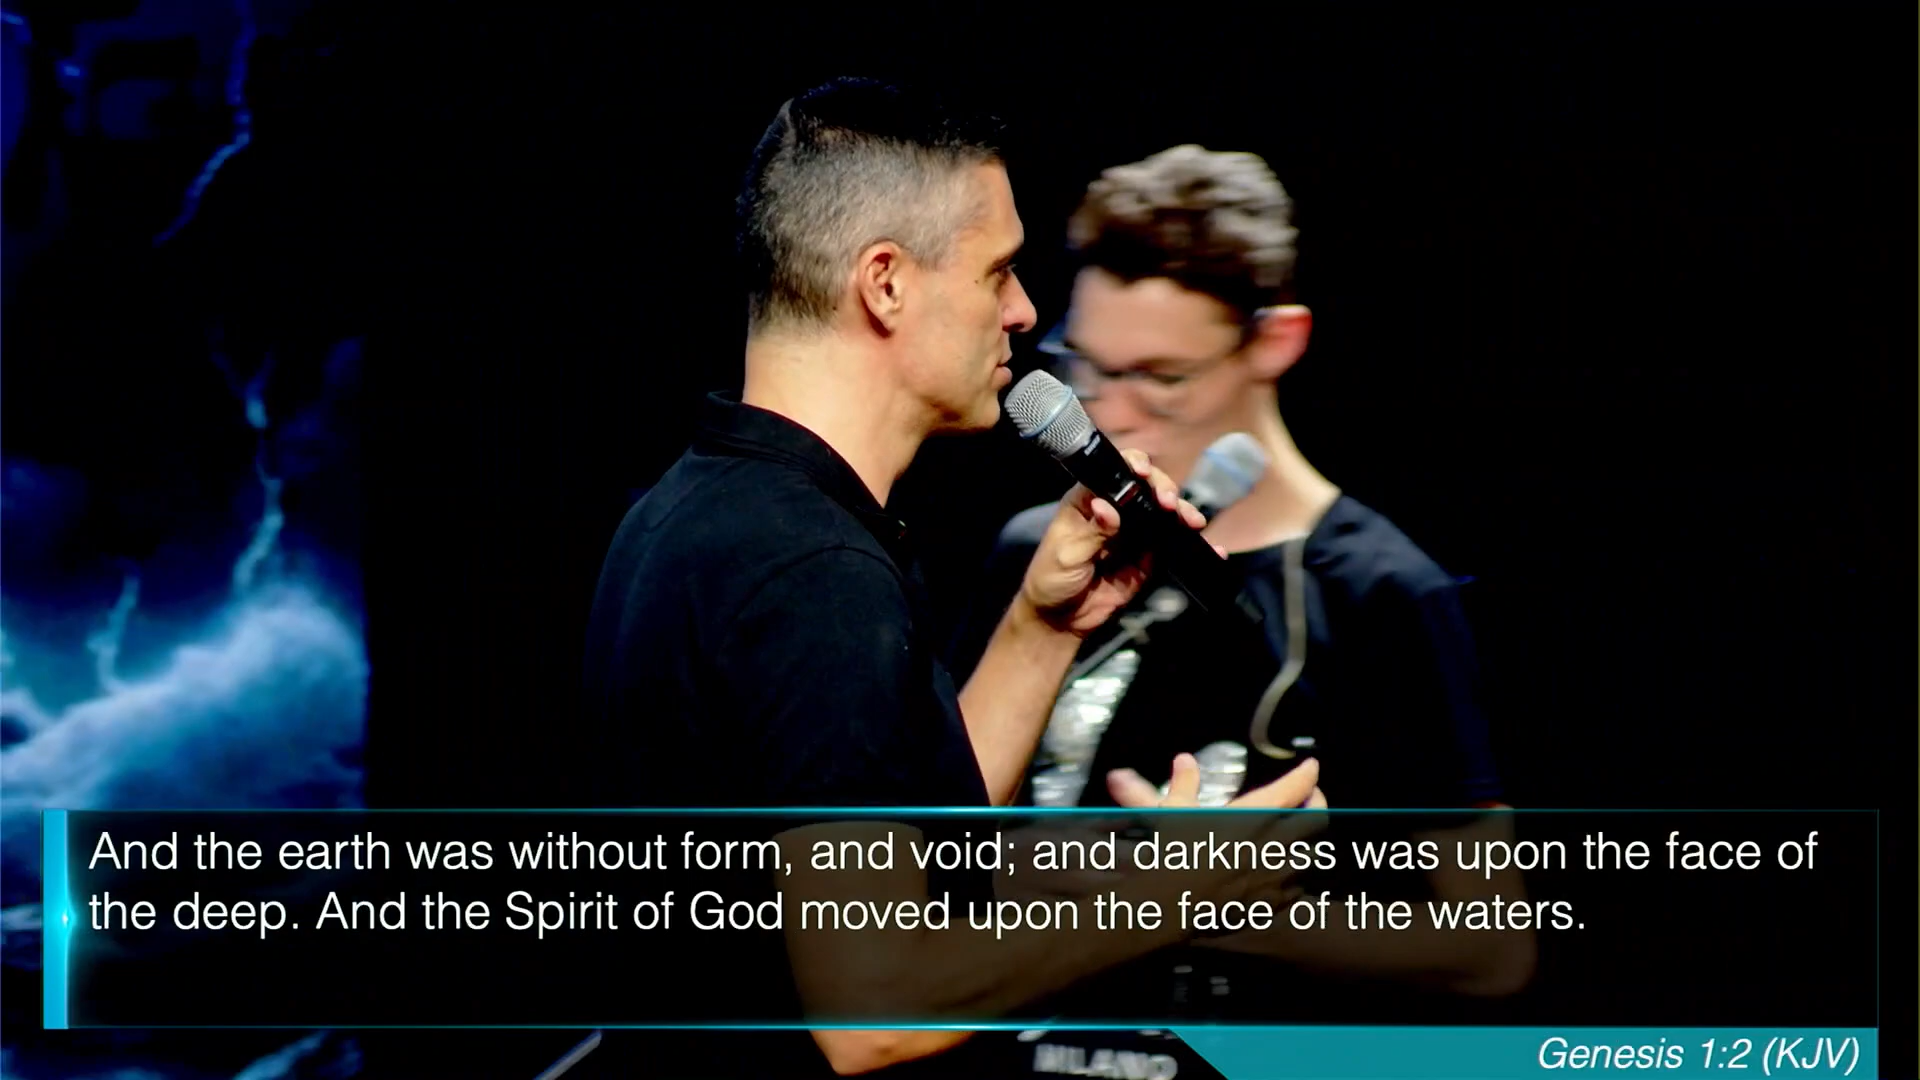 And the earth was without form, and void; and darkness was upon the face of
the deep. And the Spirit of God moved upon the face of the waters.
Genesis 1:2 (KJV)
MILANO